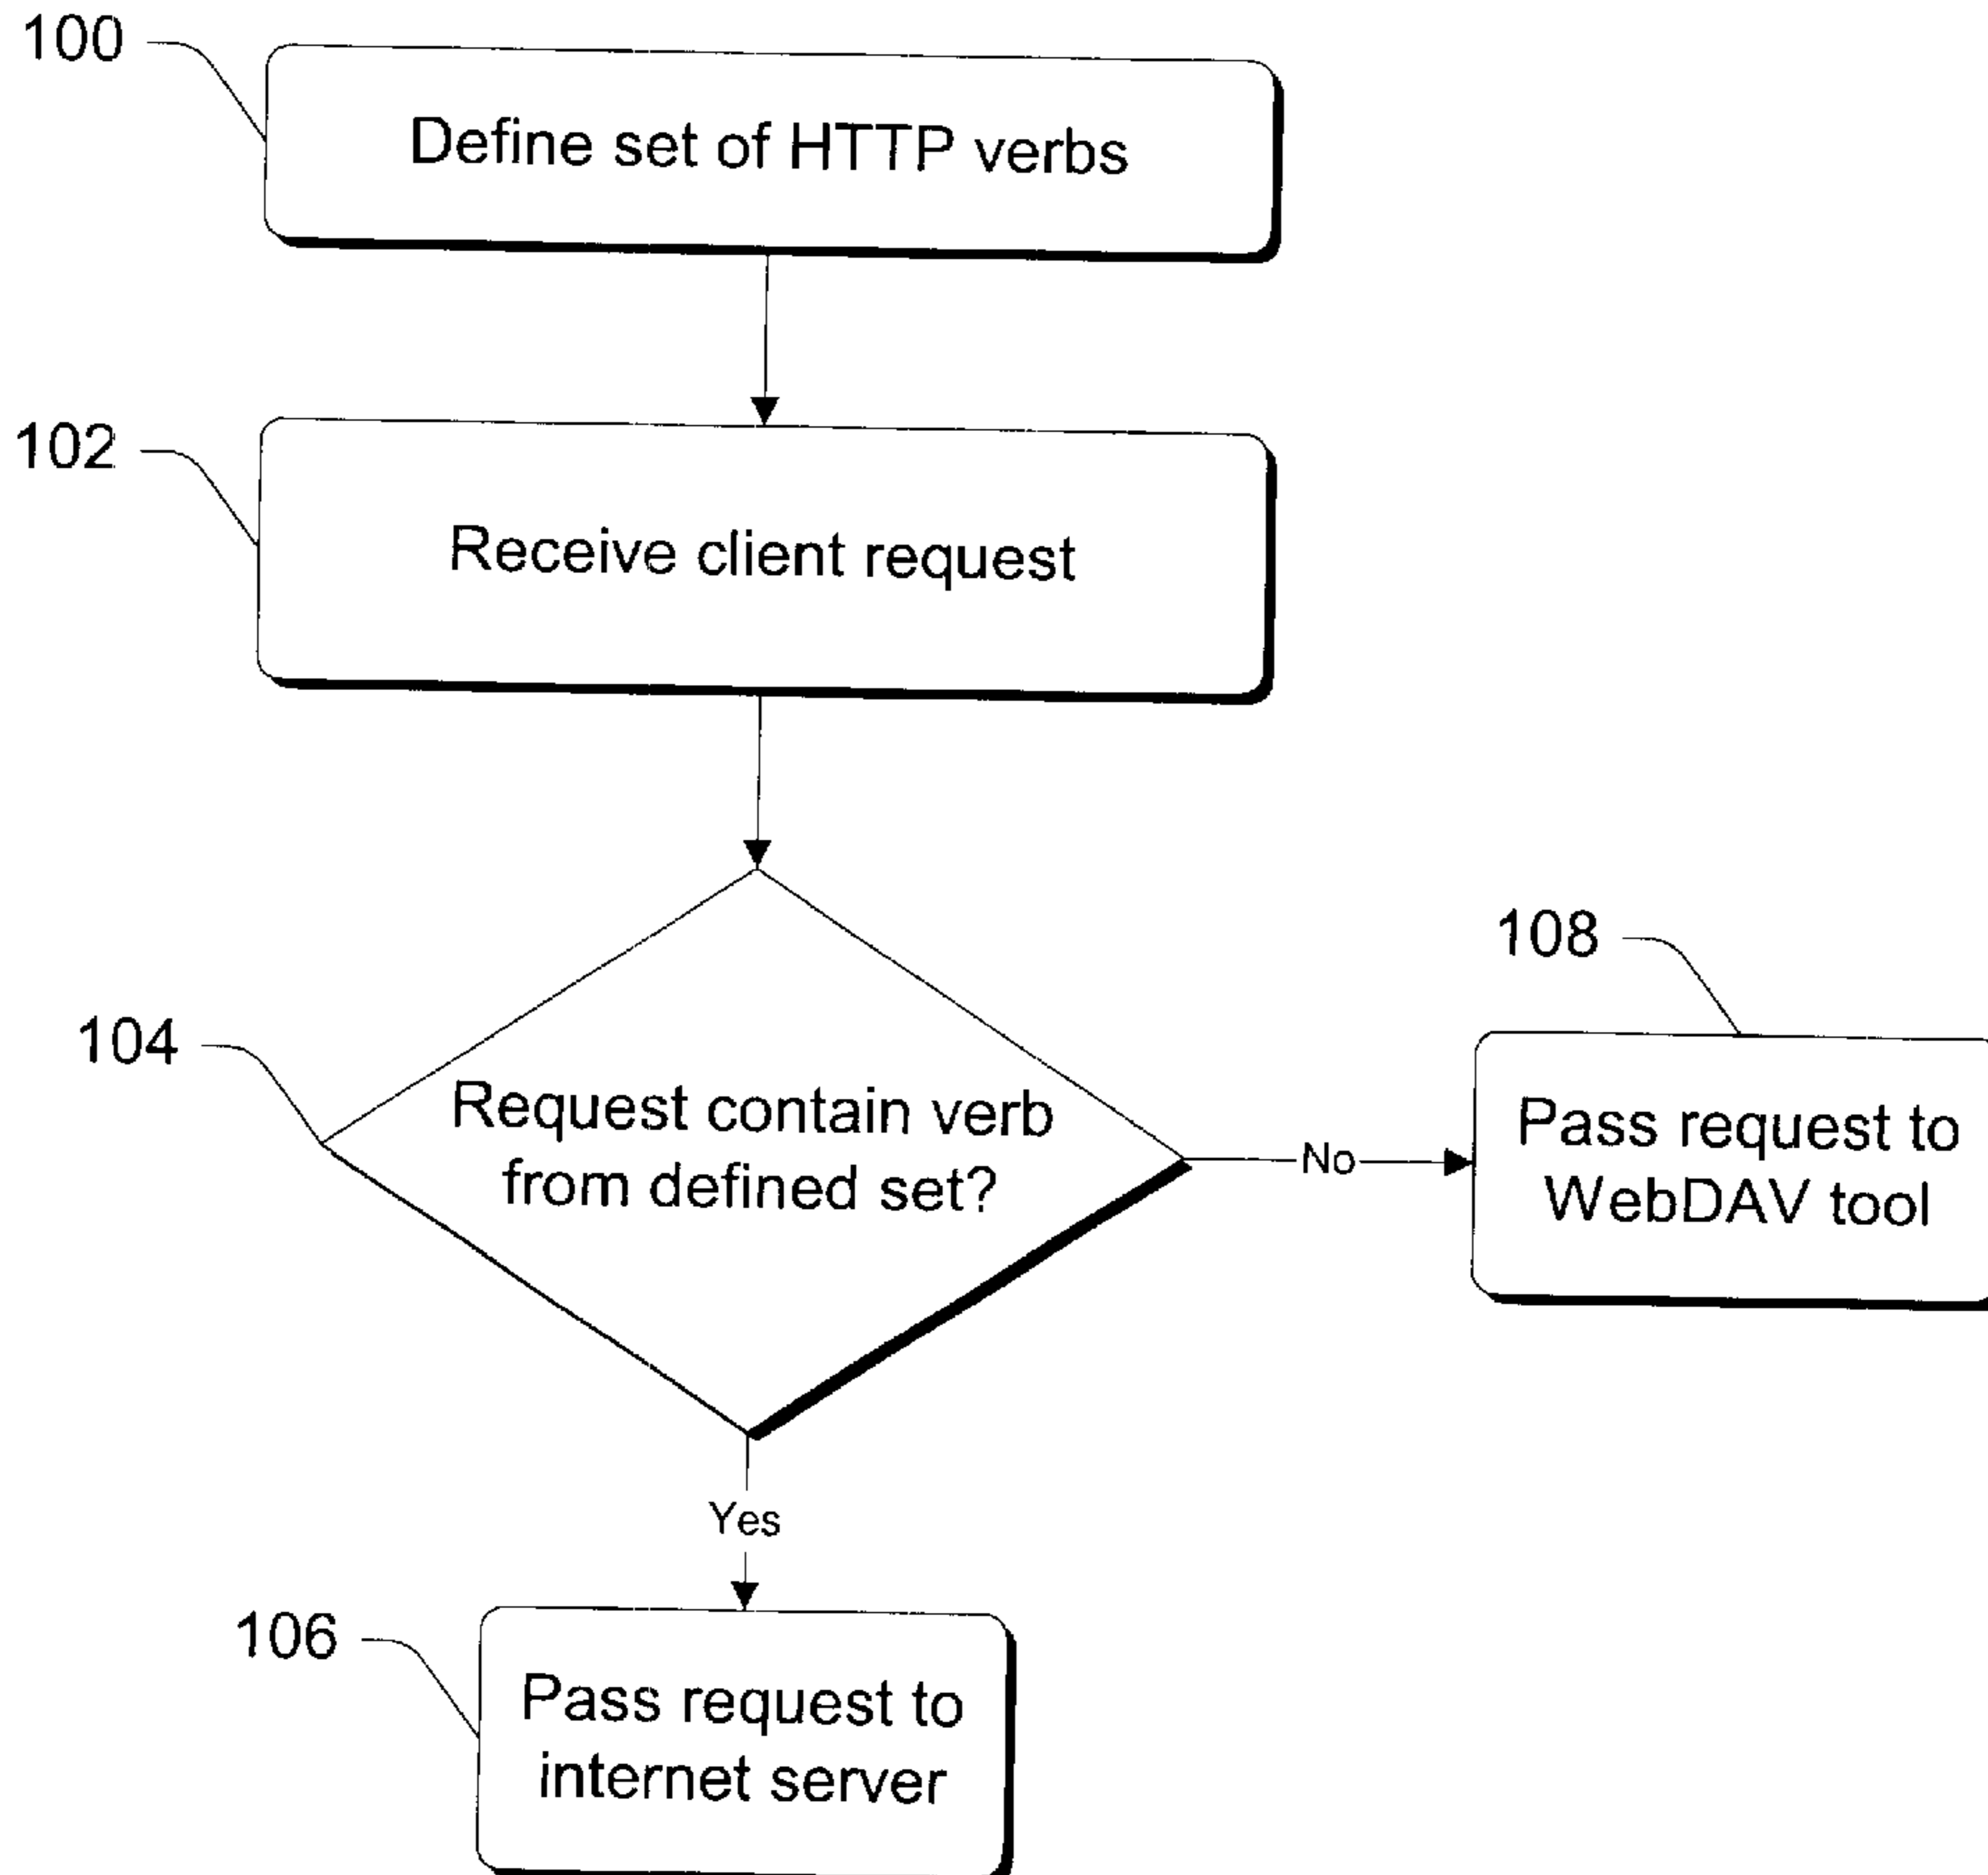 100
Define set of HTTP verbs
102
Receive client request
104
Request contain verb
from defined set?
No
108
Pass request to
WebDAV tool
Yes
106
Pass request to
internet server